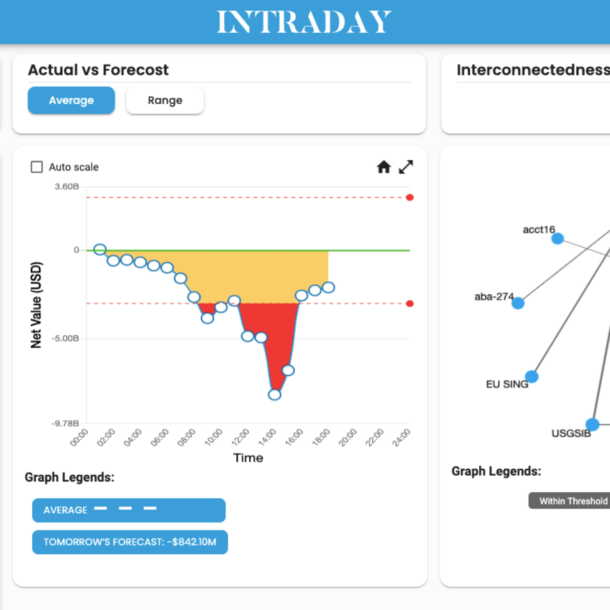 INTRADAY
Actual vs Forecost
Average
Range
Auto scale
3.60B
0
-5.00B
-9.78B
Net Value (USD)
00:00
02:00
04:00
06:00
08:00
10:00
12:00
14:00
16:00
18:00
20:00
22:00
24:00
Time
Graph Legends:
AVERAGE
TOMORROW'S FORECAST: -$842.10M
Interconnectedness
acct16
aba-274
EU SING
USGSIB
Graph Legends:
Within Threshold